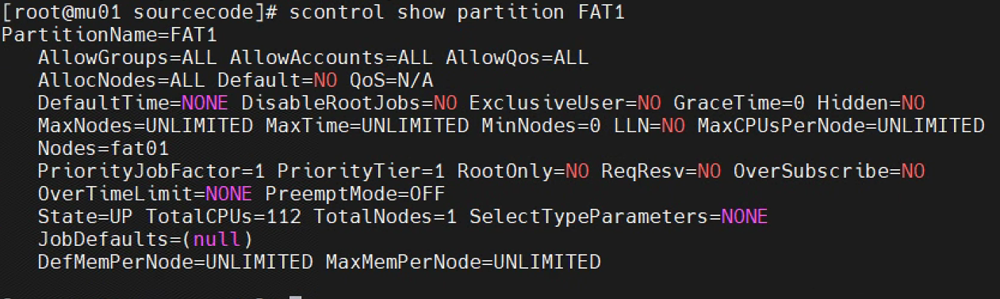 [root@mu01 sourcecode]# scontrol show partition FAT1
PartitionName=FAT1
AllowGroups=ALL AllowAccounts=ALL AllowQos=ALL
AllocNodes=ALL Default=NO QoS=N/A
DefaultTime=NONE DisableRootJobs=NO ExclusiveUser=NO GraceTime=0 Hidden=NO
MaxNodes=UNLIMITED MaxTime=UNLIMITED MinNodes=0 LLN=NO MaxCPUsPerNode=UNLIMITED
Nodes=fat01
PriorityJobFactor=1 PriorityTier=1 RootOnly=NO ReqResv=NO OverSubscribe=NO
OverTimeLimit=NONE PreemptMode=OFF
State=UP TotalCPUs=112 TotalNodes=1 SelectTypeParameters=NONE
JobDefaults=(null)
DefMemPerNode=UNLIMITED MaxMemPerNode=UNLIMITED